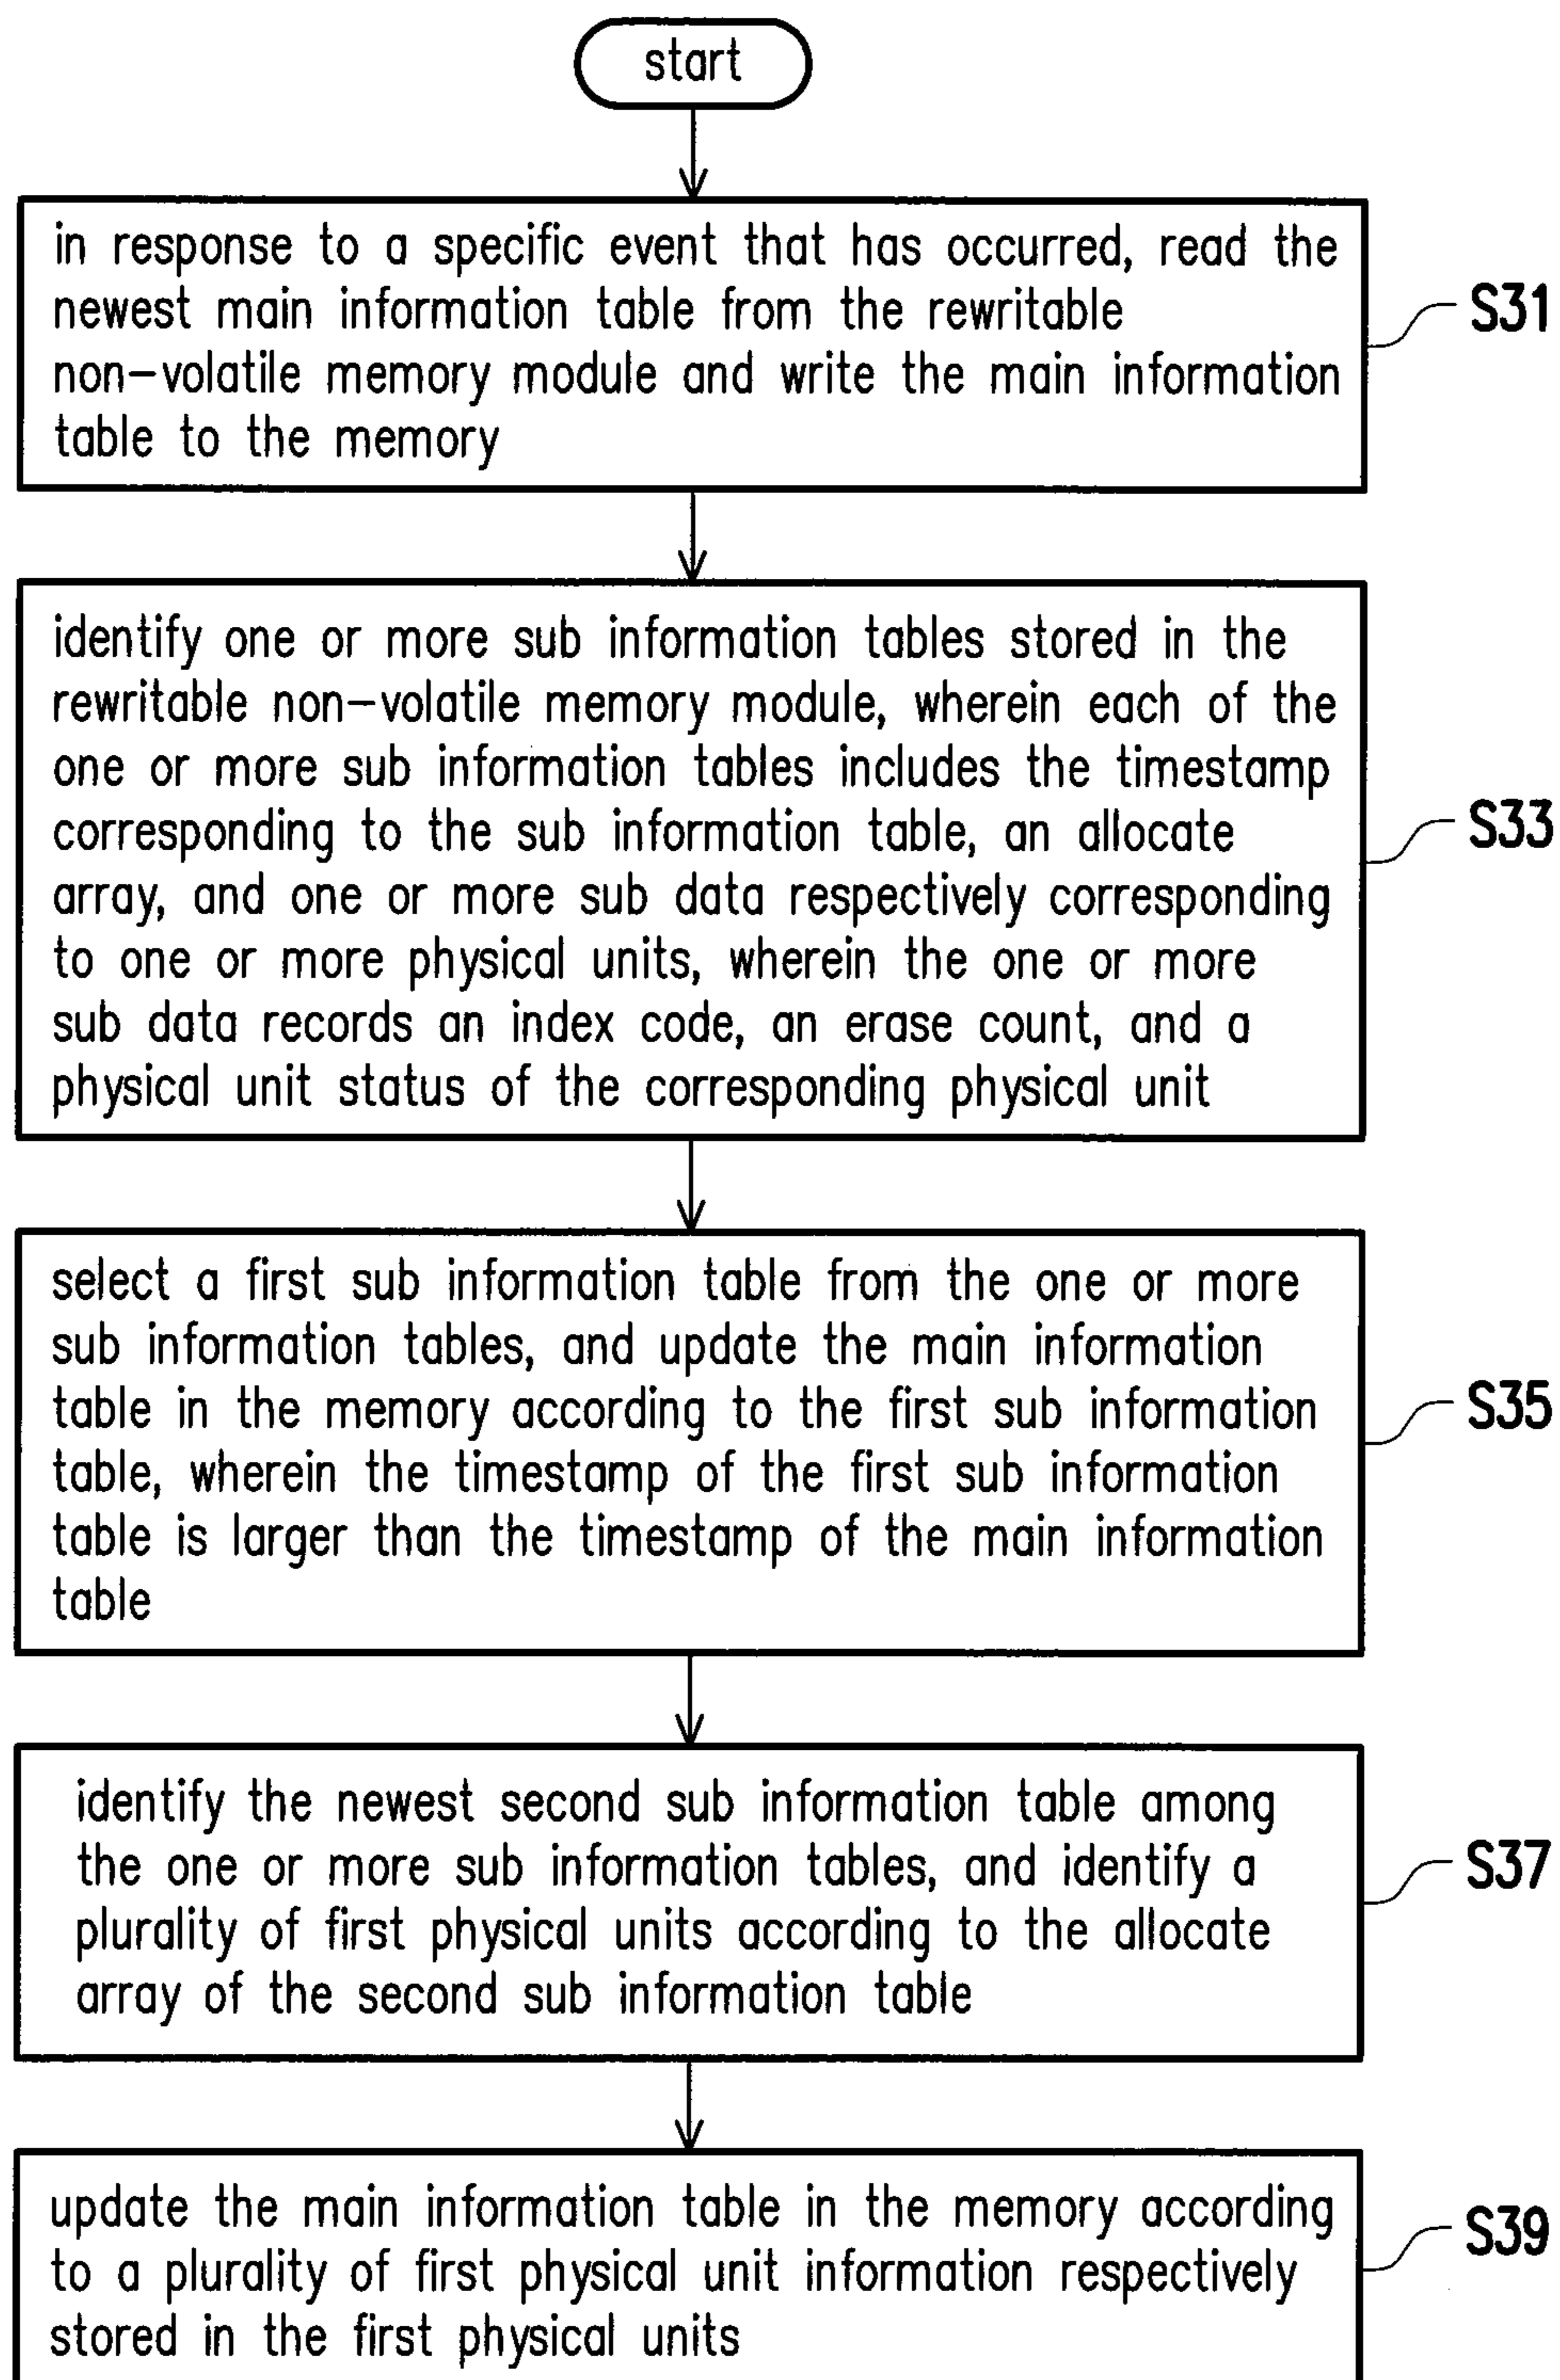 start
in response to a specific event that has occurred, read the
newest main information table from the rewritable
non-volatile memory module and write the main information
table to the memory
S31
identify one or more sub information tables stored in the
rewritable non-volatile memory module, wherein each of the
one or more sub information tables includes the timestamp
corresponding to the sub information table, an allocate
array, and one or more sub data respectively corresponding
to one or more physical units, wherein the one or more
sub data records an index code, an erase count, and a
physical unit status of the corresponding physical unit
S33
select a first sub information table from the one or more
sub information tables, and update the main information
table in the memory according to the first sub information
table, wherein the timestamp of the first sub information
table is larger than the timestamp of the main information
table
S35
identify the newest second sub information table among
the one or more sub information tables, and identify a
plurality of first physical units according to the allocate
array of the second sub information table
S37
update the main information table in the memory according
to a plurality of first physical unit information respectively
stored in the first physical units
S39